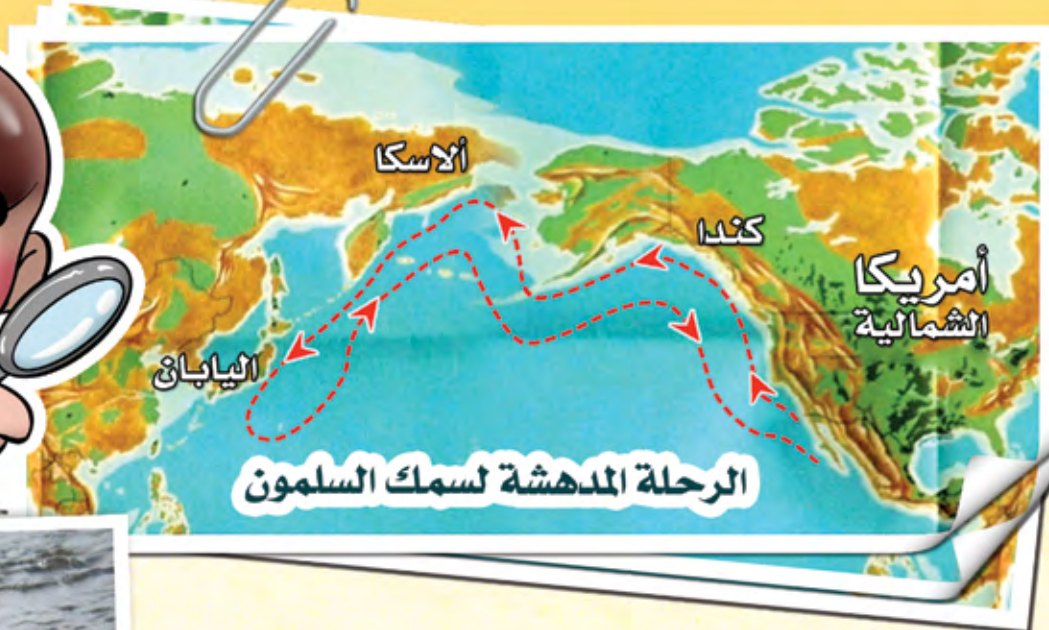 ألاسكا
كندا
أمريكا
الشمالية
اليابان
الرحلة المدهشة لسمك السلمون